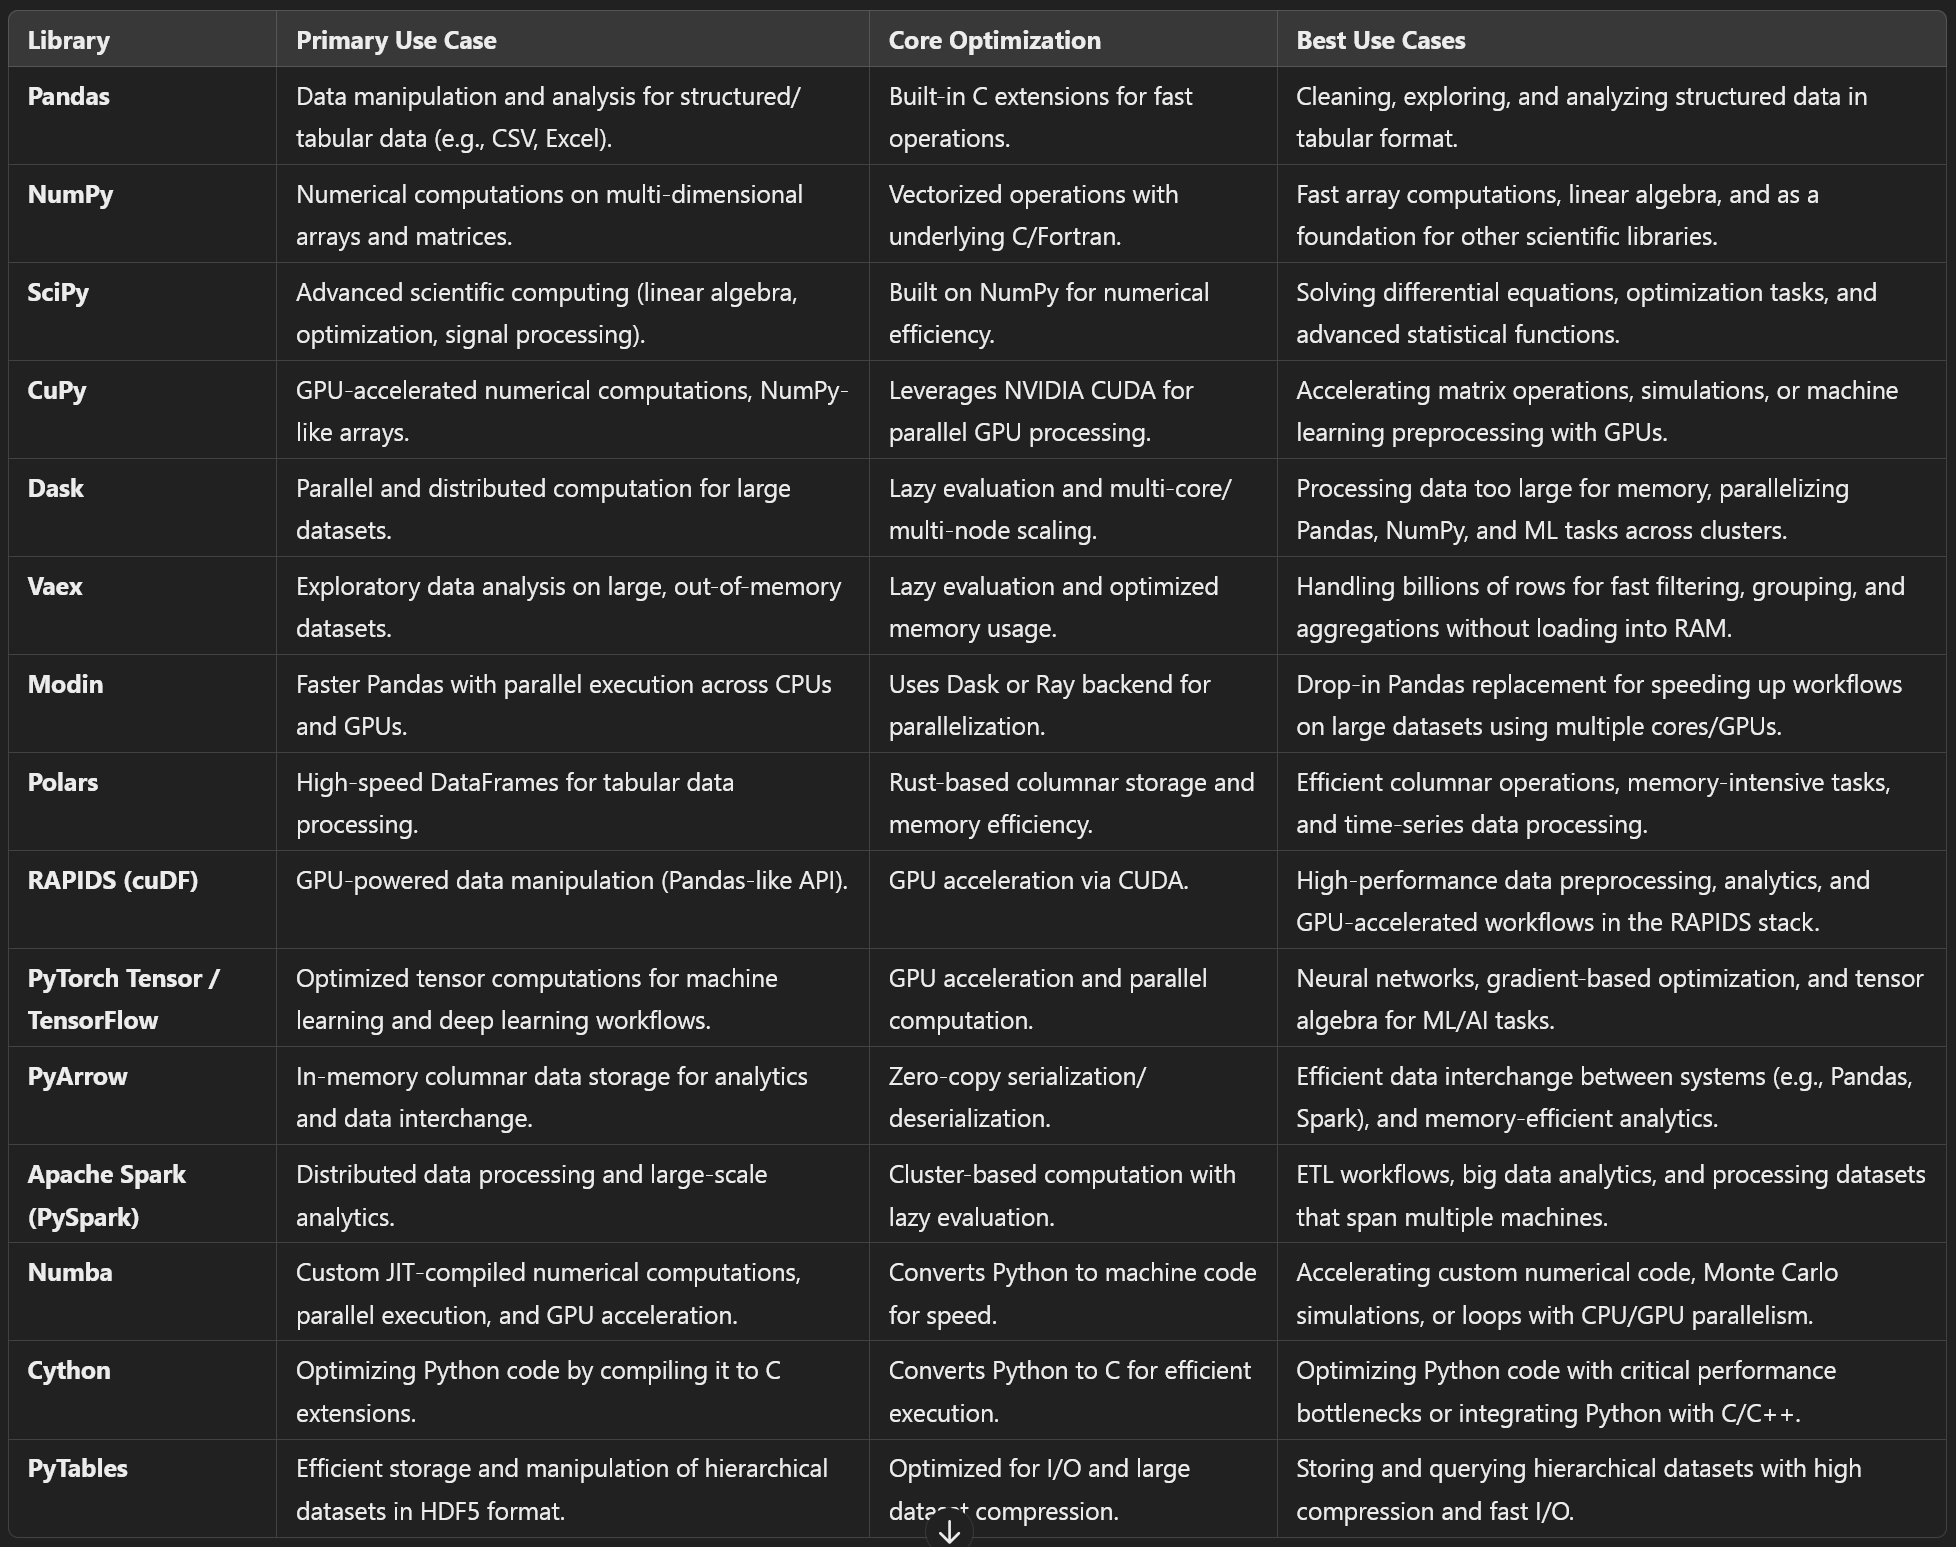 Library Primary Use Case Core Optimization Best Use Cases
Pandas Data manipulation and analysis for structured/ Built-in C extensions for fast Cleaning, exploring, and analyzing structured data in
tabular data (e.g., CSV, Excel). operations. tabular format.
NumPy Numerical computations on multi-dimensional Vectorized operations with Fast array computations, linear algebra, and as a
arrays and matrices. underlying C/Fortran. foundation for other scientific libraries.
SciPy Advanced scientific computing (linear algebra, Built on NumPy for numerical Solving differential equations, optimization tasks, and
optimization, signal processing). efficiency. advanced statistical functions.
CuPy GPU-accelerated numerical computations, NumPy- Leverages NVIDIA CUDA for Accelerating matrix operations, simulations, or machine
like arrays. parallel GPU processing. learning preprocessing with GPUs.
Dask Parallel and distributed computation for large Lazy evaluation and multi-core/ Processing data too large for memory, parallelizing
datasets. multi-node scaling. Pandas, NumPy, and ML tasks across clusters.
Vaex Exploratory data analysis on large, out-of-memory Lazy evaluation and optimized Handling billions of rows for fast filtering, grouping, and
datasets. memory usage. aggregations without loading into RAM.
Modin Faster Pandas with parallel execution across CPUs Uses Dask or Ray backend for Drop-in Pandas replacement for speeding up workflows
and GPUs. parallelization. on large datasets using multiple cores/GPUs.
Polars High-speed DataFrames for tabular data Rust-based columnar storage and Efficient columnar operations, memory-intensive tasks,
processing. memory efficiency. and time-series data processing.
RAPIDS (cuDF) GPU-powered data manipulation (Pandas-like API). GPU acceleration via CUDA. High-performance data preprocessing, analytics, and
GPU-accelerated workflows in the RAPIDS stack.
PyTorch Tensor / Optimized tensor computations for machine GPU acceleration and parallel Neural networks, gradient-based optimization, and tensor
TensorFlow learning and deep learning workflows. computation. algebra for ML/AI tasks.
PyArrow In-memory columnar data storage for analytics Zero-copy serialization/ Efficient data interchange between systems (e.g., Pandas,
and data interchange. deserialization. Spark), and memory-efficient analytics.
Apache Spark Distributed data processing and large-scale Cluster-based computation with ETL workflows, big data analytics, and processing datasets
(PySpark) analytics. lazy evaluation. that span multiple machines.
Numba Custom JIT-compiled numerical computations, Converts Python to machine code Accelerating custom numerical code, Monte Carlo
parallel execution, and GPU acceleration. for speed. simulations, or loops with CPU/GPU parallelism.
Cython Optimizing Python code by compiling it to C Converts Python to C for efficient Optimizing Python code with critical performance
extensions. execution. bottlenecks or integrating Python with C/C++.
PyTables Efficient storage and manipulation of hierarchical Optimized for I/O and large Storing and querying hierarchical datasets with high
datasets in HDF5 format. dataset compression. compression and fast I/O.